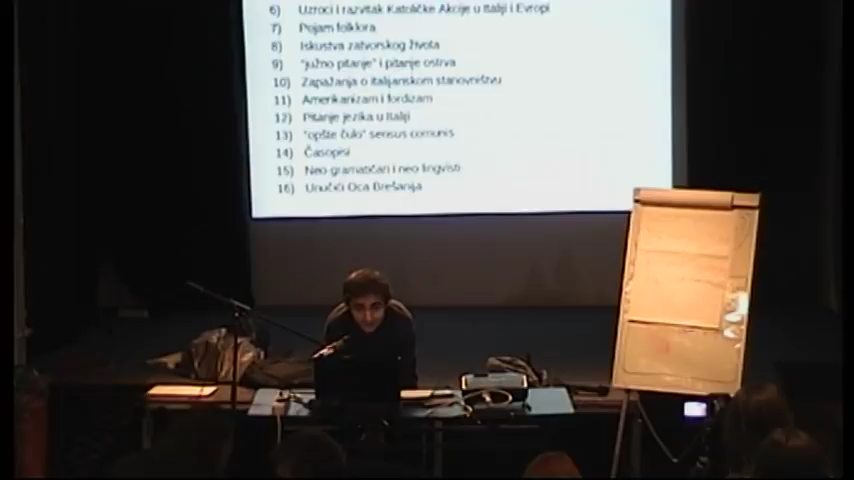 6) Uzroci i razvitak Katoličke Akcije u Italiji i Evropi
7) Pojam folklora
8) Iskustva zatvorskog života
9) "južno pitanje" i pitanje ostrva
10) Zapažanja o italijanskom stanovništvu
11) Amerikanizam i fordizam
12) Pitanje jezika u Italiji
13) "opšte čulo" sensus comunis
14) Časopisi
15) Neo gramatičari i neo lingvisti
16) Unučići Oca Brešanija